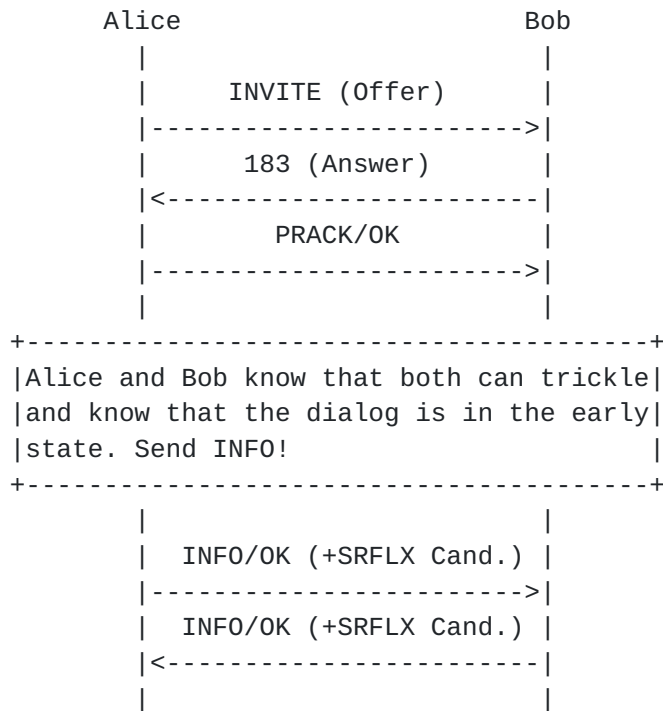 Alice Bob
INVITE (Offer)
183 (Answer)
PRACK/OK
Alice and Bob know that both can trickle
and know that the dialog is in the early
state. Send INFO!
INFO/OK (+SRFLX Cand.)
INFO/OK (+SRFLX Cand.)